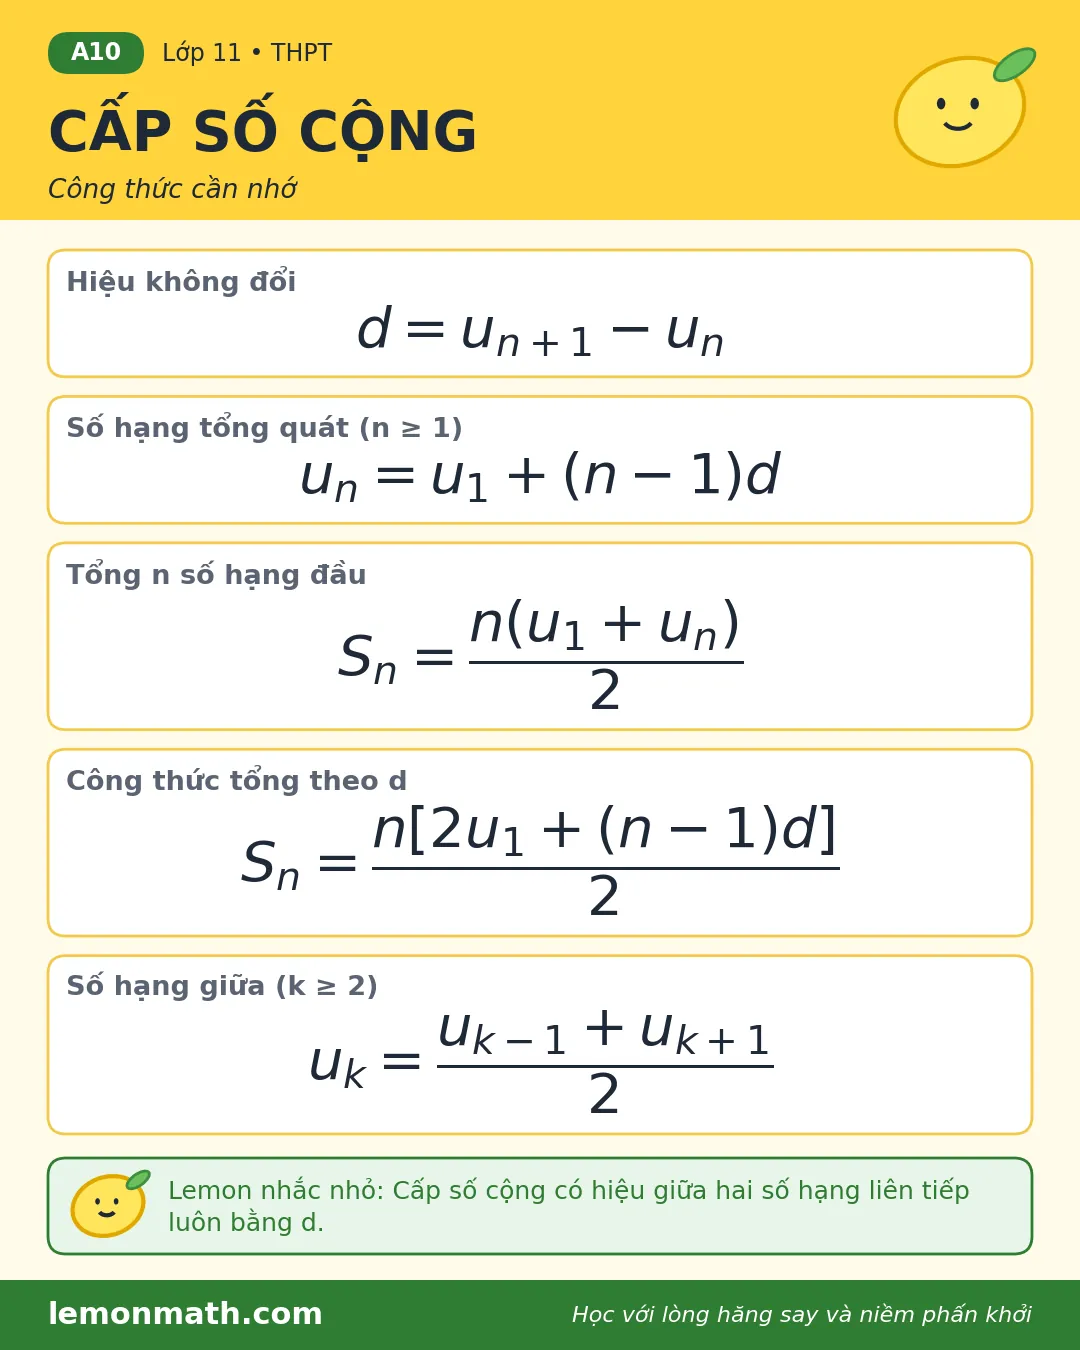 A10 Lớp 11 • THPT
CẤP SỐ CỘNG
Công thức cần nhớ
Hiệu không đổi
d = u_{n+1} − u_n
Số hạng tổng quát (n ≥ 1)
u_n = u_1 + (n − 1)d
Tổng n số hạng đầu
S_n = \frac{n(u_1 + u_n)}{2}
Công thức tổng theo d
S_n = \frac{n[2u_1 + (n − 1)d]}{2}
Số hạng giữa (k ≥ 2)
u_k = \frac{u_{k−1} + u_{k+1}}{2}
Lemon nhắc nhỏ: Cấp số cộng có hiệu giữa hai số hạng liên tiếp
luôn bằng d.
lemonmath.com
Học với lòng hăng say và niềm phấn khởi